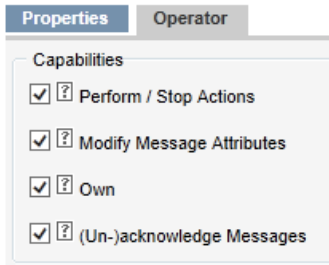 Properties Operator
Capabilities
? Perform / Stop Actions
? Modify Message Attributes
? Own
? (Un-)acknowledge Messages